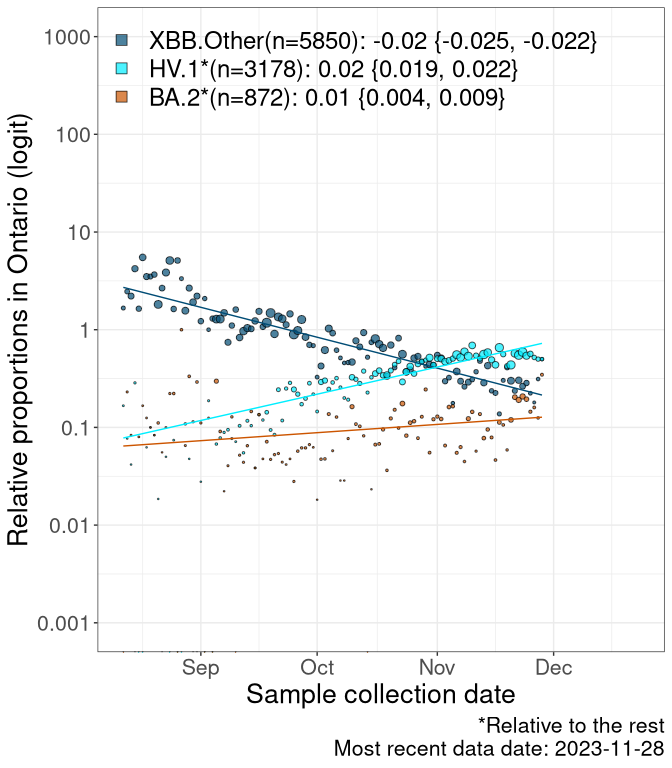 XBB.Other(n=5850): -0.02 {-0.025, -0.022}
HV.1*(n=3178): 0.02 {0.019, 0.022}
BA.2*(n=872): 0.01 {0.004, 0.009}
Relative proportions in Ontario (logit)
1000
100
10
1
0.1
0.01
0.001
Sep Oct Nov Dec
Sample collection date
*Relative to the rest
Most recent data date: 2023-11-28